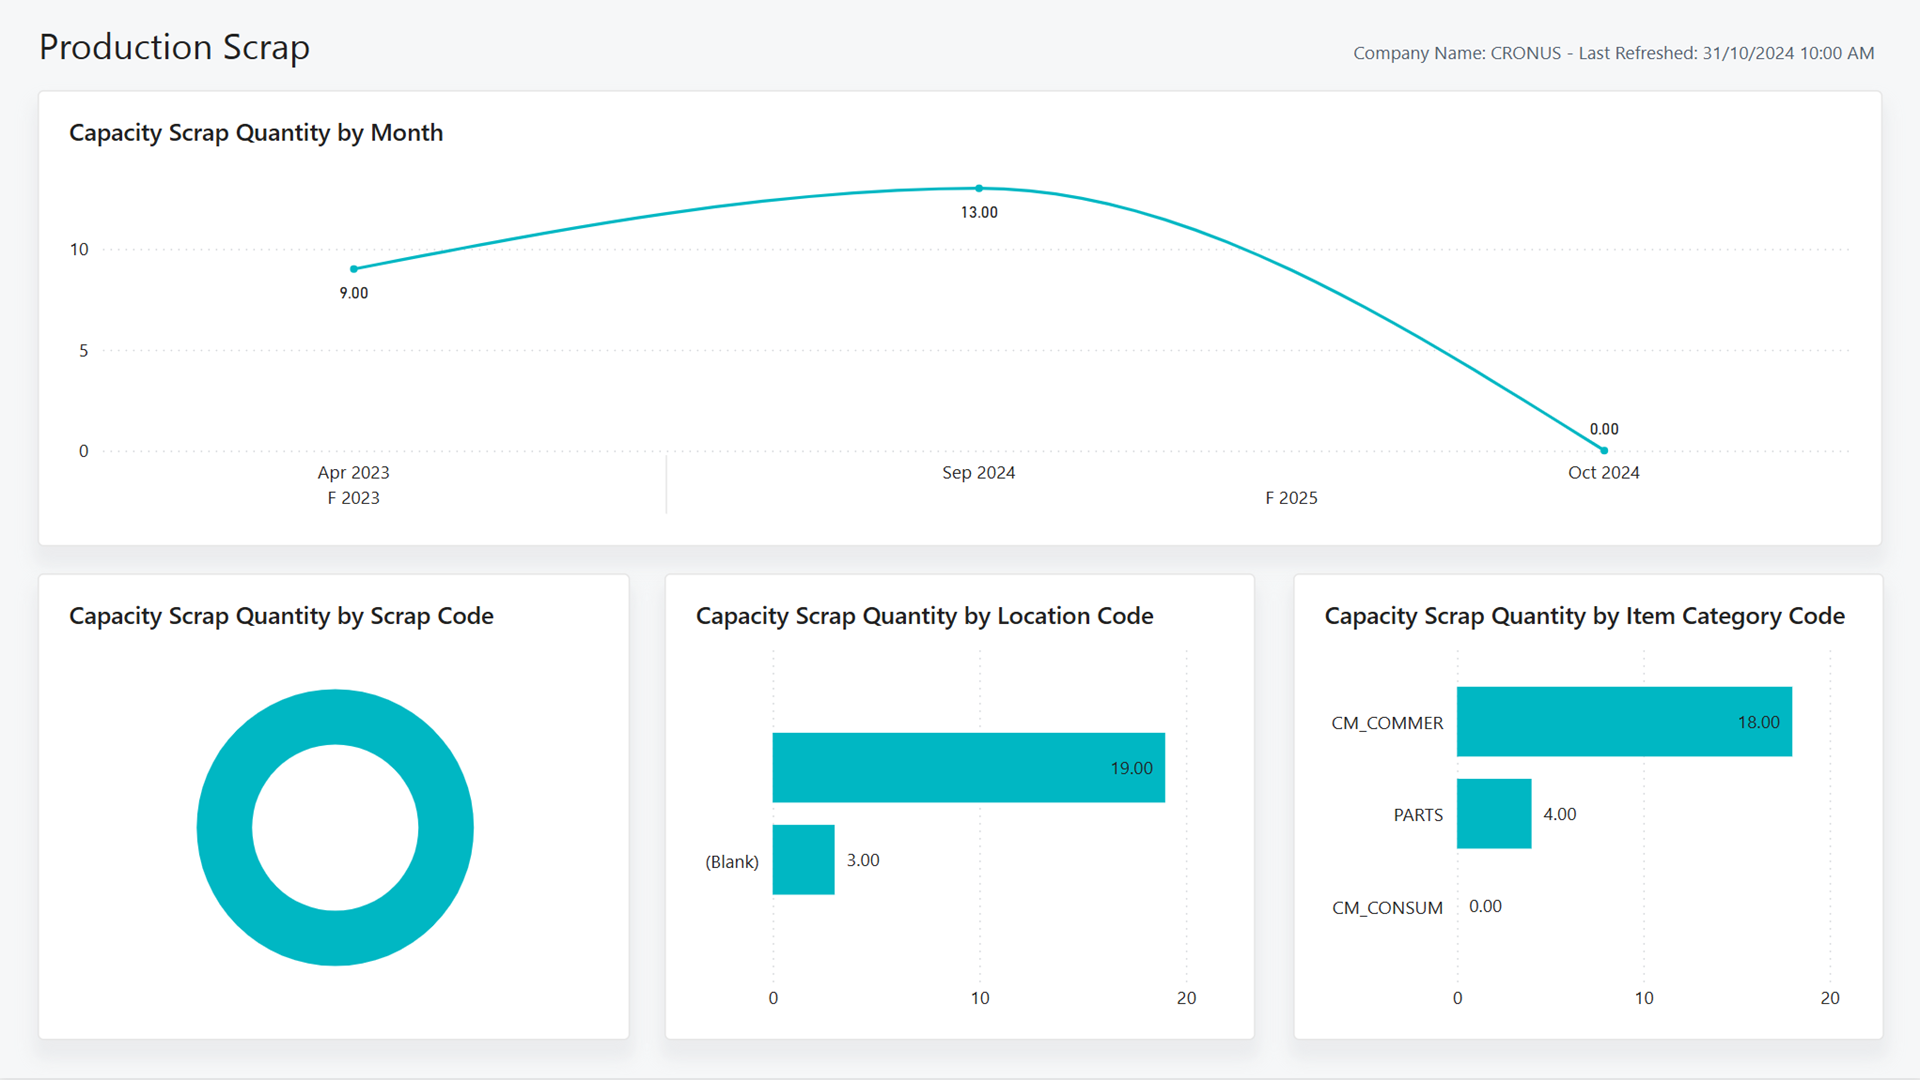 Production Scrap
Company Name: CRONUS - Last Refreshed: 31/10/2024 10:00 AM
Capacity Scrap Quantity by Month
13.00
10
9.00
5
0.00
0
Apr 2023
Sep 2024
Oct 2024
F 2023
F 2025
Capacity Scrap Quantity by Scrap Code
Capacity Scrap Quantity by Location Code
19.00
(Blank)
3.00
0
10
20
Capacity Scrap Quantity by Item Category Code
CM_COMMER
18.00
PARTS
4.00
CM_CONSUM
0.00
0
10
20